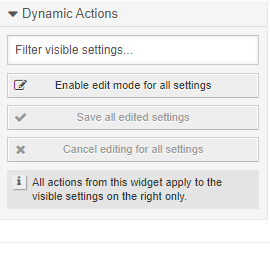 Dynamic Actions
Filter visible settings...
Enable edit mode for all settings
Save all edited settings
Cancel editing for all settings
i All actions from this widget apply to the
visible settings on the right only.